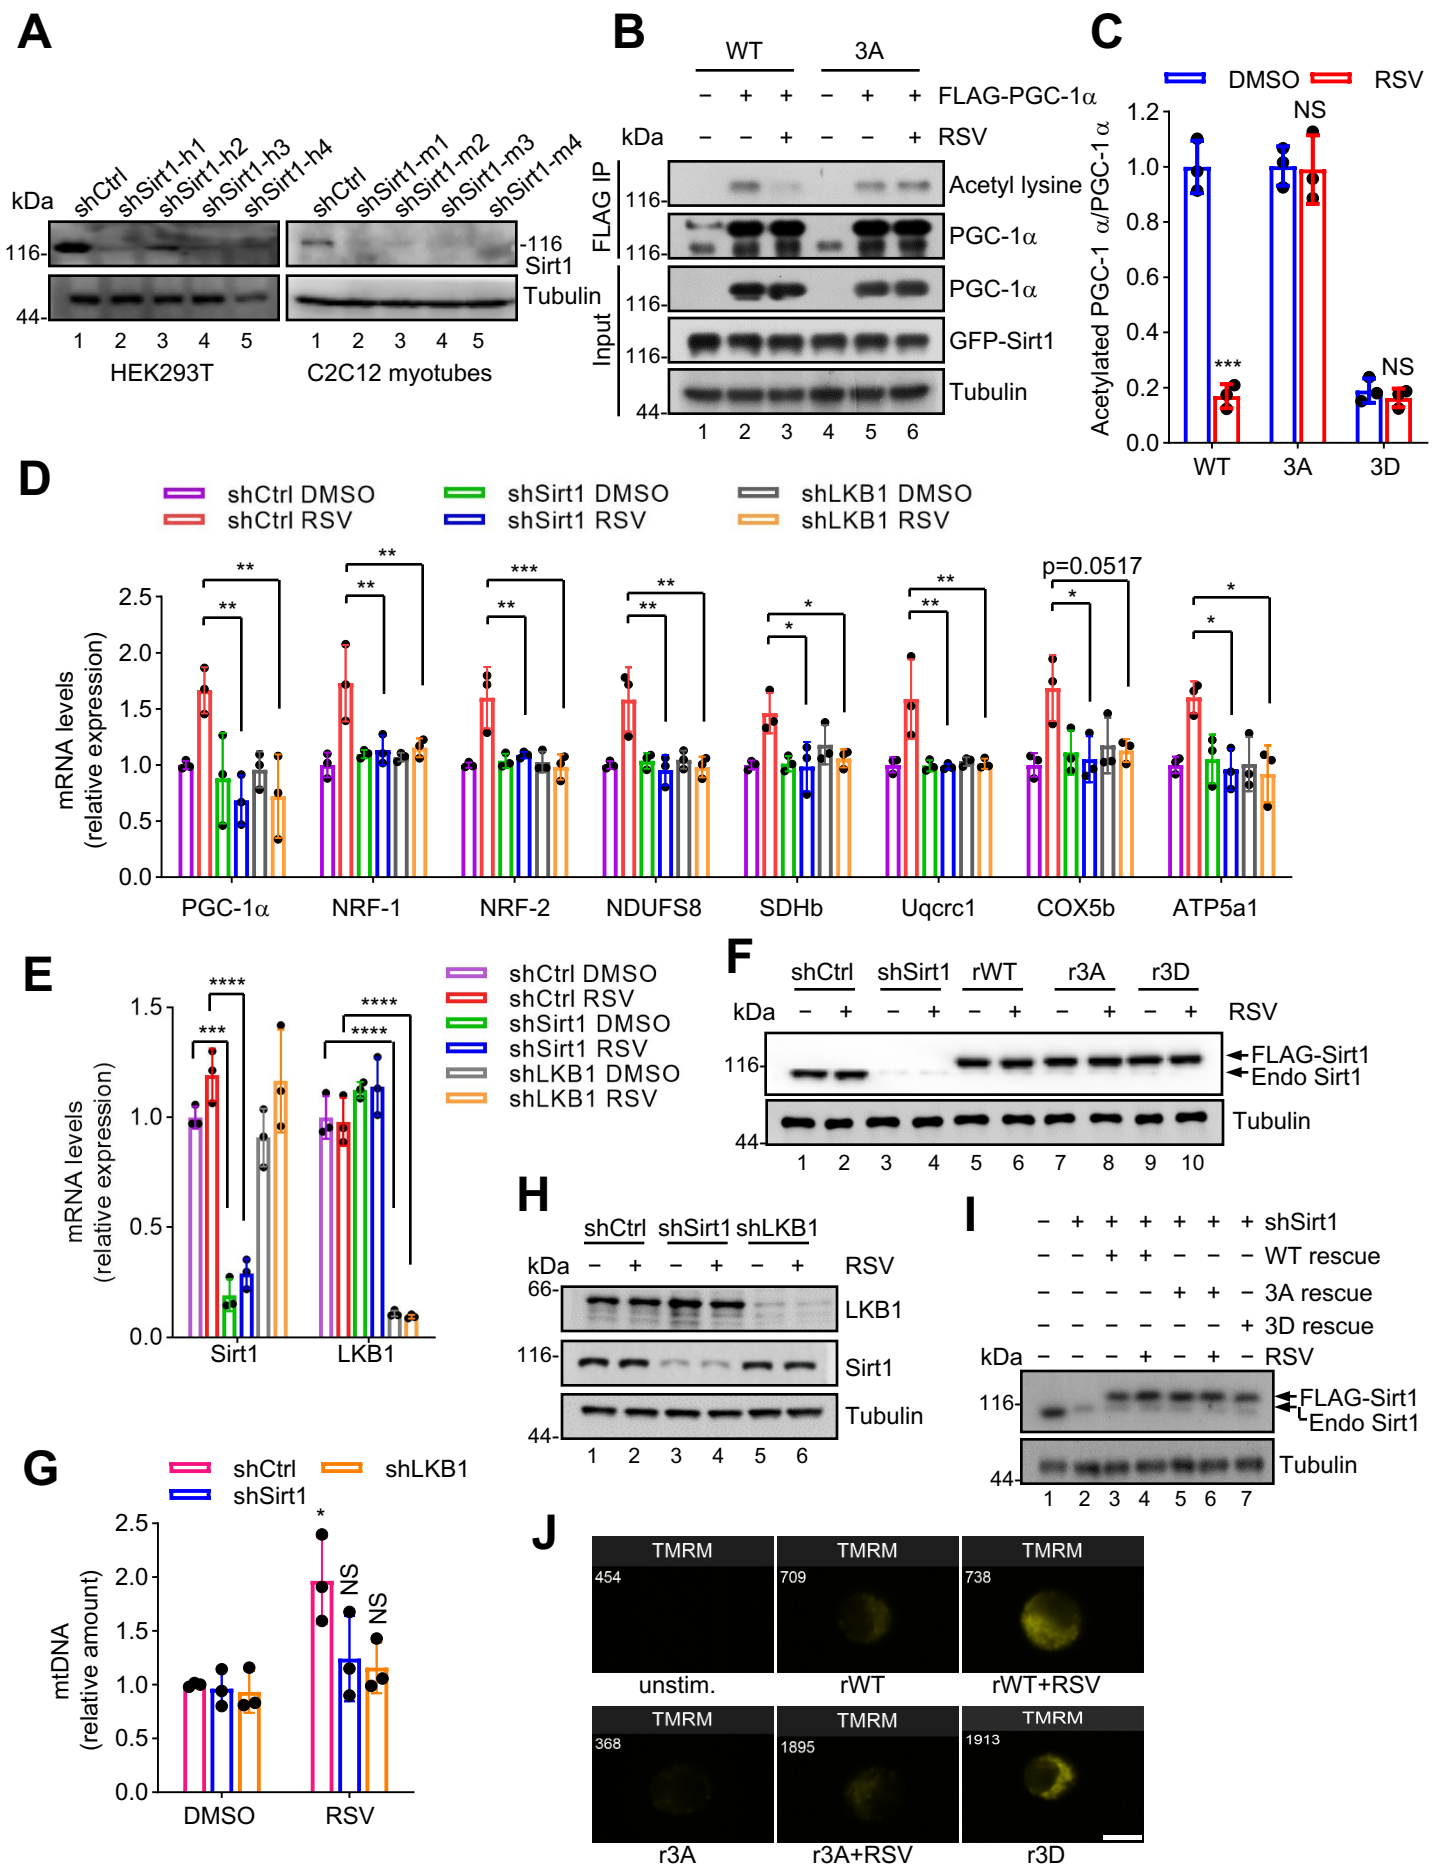 A
kDa
shCtrl
shSirt1-h1
shSirt1-h2
shSirt1-h3
shSirt1-h4
shCtrl
shSirt1-m1
shSirt1-m2
shSirt1-m3
shSirt1-m4
116-
-116
Sirt1
Tubulin
44-
1 2 3 4 5 1 2 3 4 5
HEK293T C2C12 myotubes
B
WT 3A
− + + − + + FLAG-PGC-1α
kDa − − + − − + RSV
FLAG IP
116- Acetyl lysine
116- PGC-1α
Input
116- PGC-1α
116- GFP-Sirt1
44- Tubulin
1 2 3 4 5 6
C
DMSO RSV
Acetylated PGC-1 α/PGC-1 α
1.2
1.0
0.8
0.6
0.4
0.2
0.0
***
NS
NS
WT 3A 3D
D
shCtrl DMSO shSirt1 DMSO shLKB1 DMSO
shCtrl RSV shSirt1 RSV shLKB1 RSV
mRNA levels
(relative expression)
2.5
2.0
1.5
1.0
0.5
0.0
** **
** **
*** **
** **
* *
** **
p=0.0517 *
* *
PGC-1α NRF-1 NRF-2 NDUFS8 SDHb Uqcrc1 COX5b ATP5a1
E
shCtrl DMSO
shCtrl RSV
shSirt1 DMSO
shSirt1 RSV
shLKB1 DMSO
shLKB1 RSV
mRNA levels
(relative expression)
1.5
1.0
0.5
0.0
**** ***
**** ****
Sirt1 LKB1
F
shCtrl shSirt1 rWT r3A r3D
kDa − + − + − + − + − + RSV
116- FLAG-Sirt1
Endo Sirt1
44- Tubulin
1 2 3 4 5 6 7 8 9 10
G
shCtrl shLKB1
shSirt1
mtDNA
(relative amount)
2.5
2.0
1.5
1.0
0.5
0.0
*
NS
NS
DMSO RSV
H
shCtrl shSirt1 shLKB1
kDa − + − + − + RSV
66- LKB1
116- Sirt1
44- Tubulin
1 2 3 4 5 6
I
− + + + + + + shSirt1
− − + + − − − WT rescue
− − − − + + − 3A rescue
− − − − − − + 3D rescue
kDa − − − + − + − RSV
116- FLAG-Sirt1
Endo Sirt1
44- Tubulin
1 2 3 4 5 6 7
J
TMRM TMRM TMRM
454 709 738
unstim. rWT rWT+RSV
TMRM TMRM TMRM
368 1895 1913
r3A r3A+RSV r3D